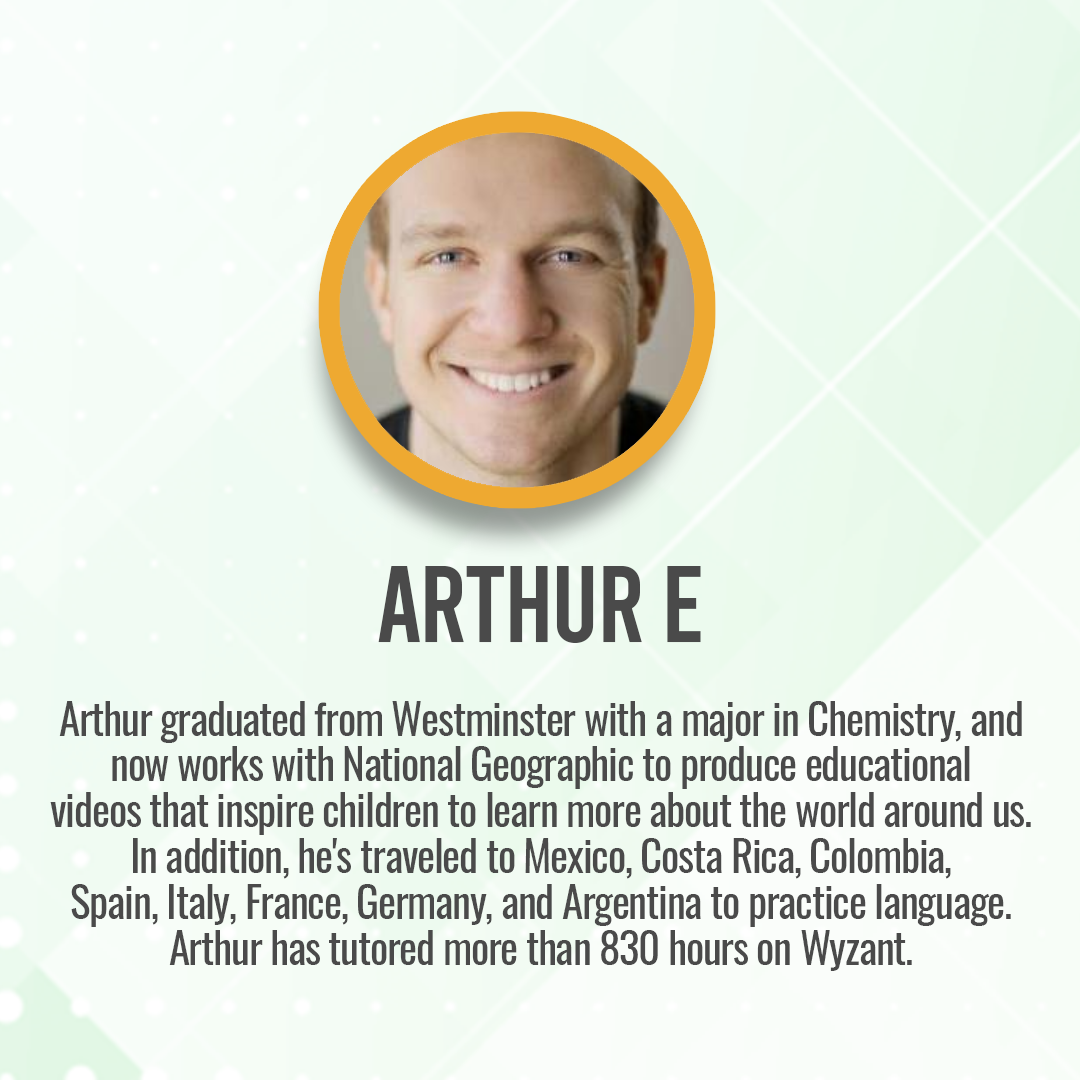 ARTHUR E
Arthur graduated from Westminster with a major in Chemistry, and
now works with National Geographic to produce educational
videos that inspire children to learn more about the world around us.
In addition, he's traveled to Mexico, Costa Rica, Colombia,
Spain, Italy, France, Germany, and Argentina to practice language.
Arthur has tutored more than 830 hours on Wyzant.